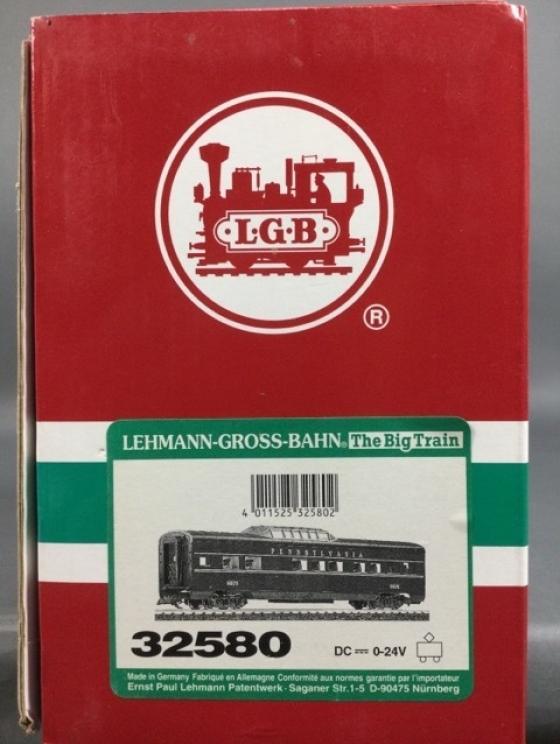 L·G·B
®
LEHMANN-GROSS-BAHN® The Big Train
4 011525 325802
PENNSYLVANIA
32580
DC ⎓ 0-24V
Made in Germany Fabriqué en Allemagne Conformité aux normes garantie par l'importateur
Ernst Paul Lehmann Patentwerk · Saganer Str. 1-5 D-90475 Nürnberg